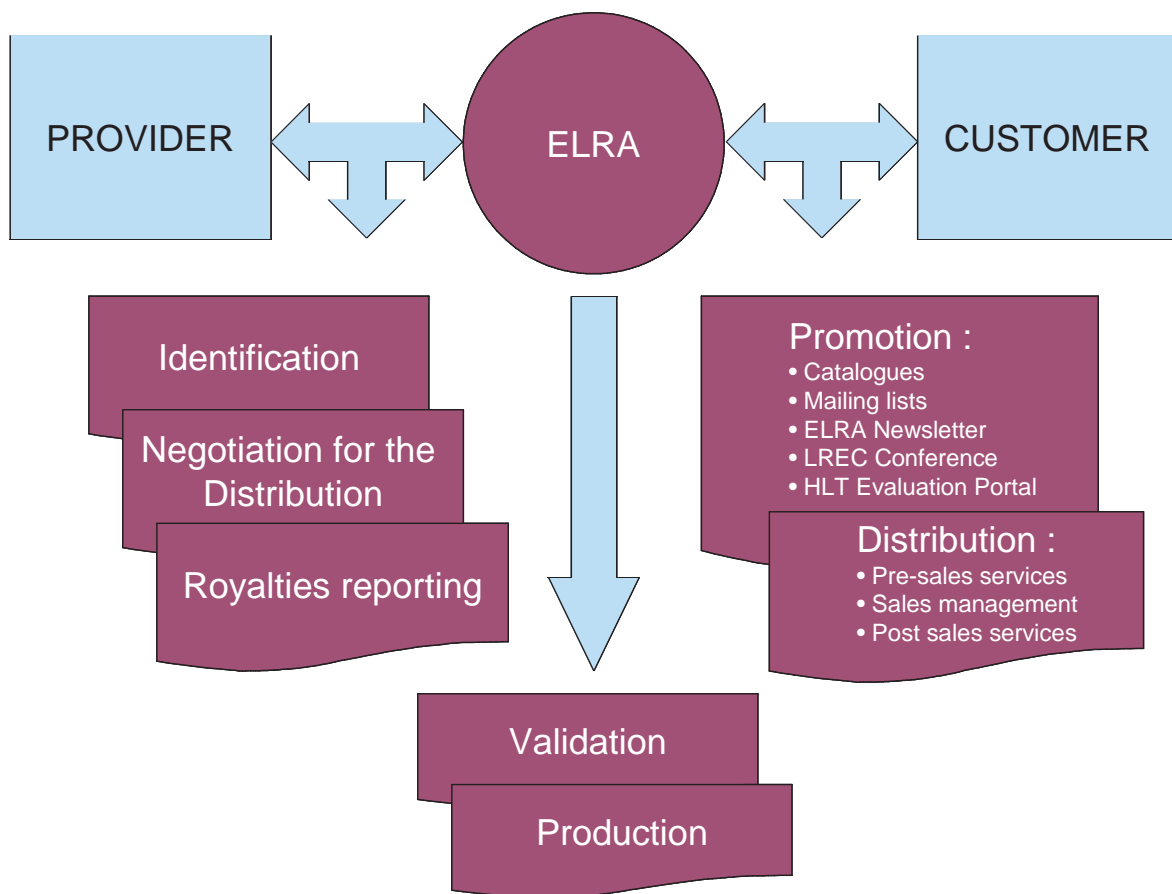 PROVIDER
ELRA
CUSTOMER
Identification
Negotiation for the
Distribution
Royalties reporting
Promotion :
• Catalogues
• Mailing lists
• ELRA Newsletter
• LREC Conference
• HLT Evaluation Portal
Distribution :
• Pre-sales services
• Sales management
• Post sales services
Validation
Production